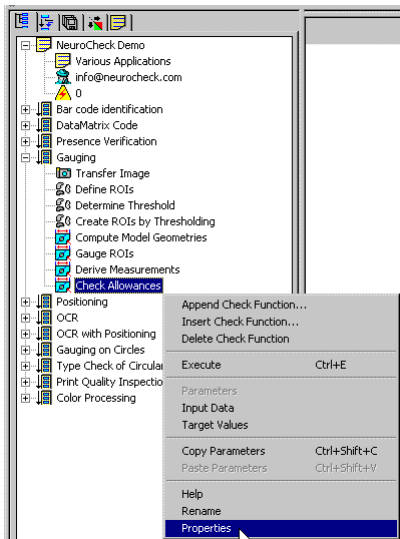 NeuroCheck Demo
Various Applications
info@neurocheck.com
0
Bar code identification
DataMatrix Code
Presence Verification
Gauging
Transfer Image
Define ROIs
Determine Threshold
Create ROIs by Thresholding
Compute Model Geometries
Gauge ROIs
Derive Measurements
Check Allowances
Positioning
OCR
OCR with Positioning
Gauging on Circles
Type Check of Circular
Print Quality Inspectio
Color Processing
Append Check Function...
Insert Check Function...
Delete Check Function
Execute Ctrl+E
Parameters
Input Data
Target Values
Copy Parameters Ctrl+Shift+C
Paste Parameters Ctrl+Shift+V
Help
Rename
Properties